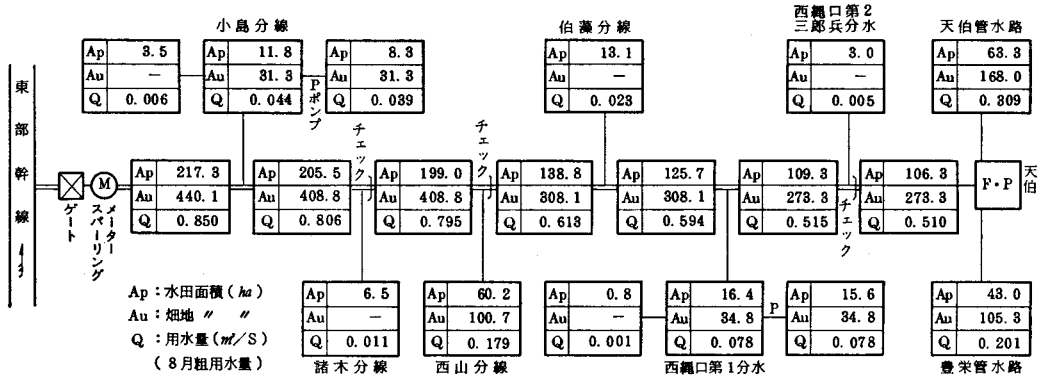 小島分線
伯藻分線
西縄口第2
三郎兵分水
天伯管水路
Ap 3.5
Au —
Q 0.006
Ap 11.8
Au 31.3
Q 0.044
Pポンプ
Ap 8.3
Au 31.3
Q 0.039
Ap 13.1
Au —
Q 0.023
Ap 3.0
Au —
Q 0.005
Ap 63.3
Au 168.0
Q 0.309
東部幹線
ゲート
M
スパーリング
メーター
Ap 217.3
Au 440.1
Q 0.850
Ap 205.5
Au 408.8
Q 0.806
チェック
Ap 199.0
Au 408.8
Q 0.795
チェック
Ap 138.8
Au 308.1
Q 0.613
Ap 125.7
Au 308.1
Q 0.594
Ap 109.3
Au 273.3
Q 0.515
チェック
Ap 106.3
Au 273.3
Q 0.510
F・P
天伯
Ap：水田面積（ha）
Au：畑地 〃 〃
Q：用水量（㎥/S）
（8月粗用水量）
Ap 6.5
Au —
Q 0.011
諸木分線
Ap 60.2
Au 100.7
Q 0.179
西山分線
Ap 0.8
Au —
Q 0.001
Ap 16.4
Au 34.8
Q 0.078
西縄口第1分水
P
Ap 15.6
Au 34.8
Q 0.078
Ap 43.0
Au 105.3
Q 0.201
豊栄管水路